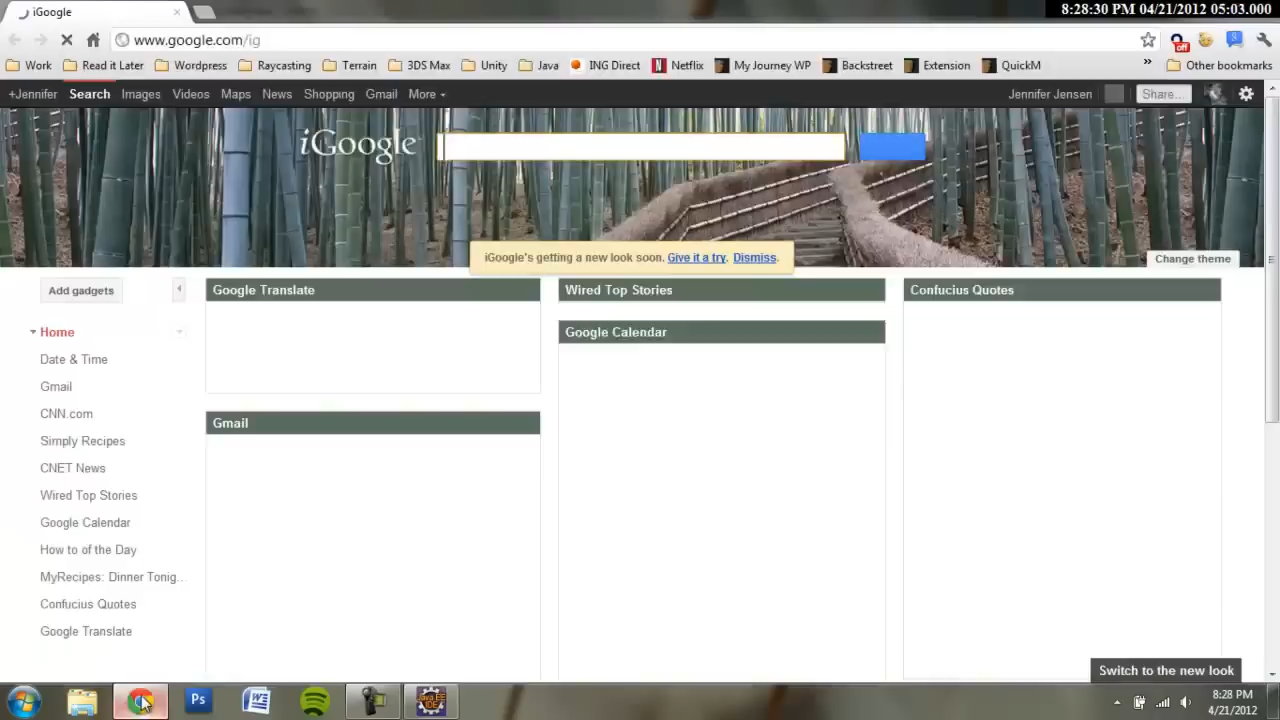 8:28:30 PM 04/21/2012 05:03.000
iGoogle
www.google.com/ig
off
Work Read it Later Wordpress Raycasting Terrain 3DS Max Unity Java ING Direct Netflix My Journey WP Backstreet Extension QuickM » Other bookmarks
+Jennifer Search Images Videos Maps News Shopping Gmail More Jennifer Jensen Share...
iGoogle
iGoogle's getting a new look soon. Give it a try. Dismiss.
Change theme
Add gadgets
Home
Date & Time
Gmail
CNN.com
Simply Recipes
CNET News
Wired Top Stories
Google Calendar
How to of the Day
MyRecipes: Dinner Tonig...
Confucius Quotes
Google Translate
Google Translate
Gmail
Wired Top Stories
Google Calendar
Confucius Quotes
Switch to the new look
Ps
W
Java EE
IDE
8:28 PM
4/21/2012